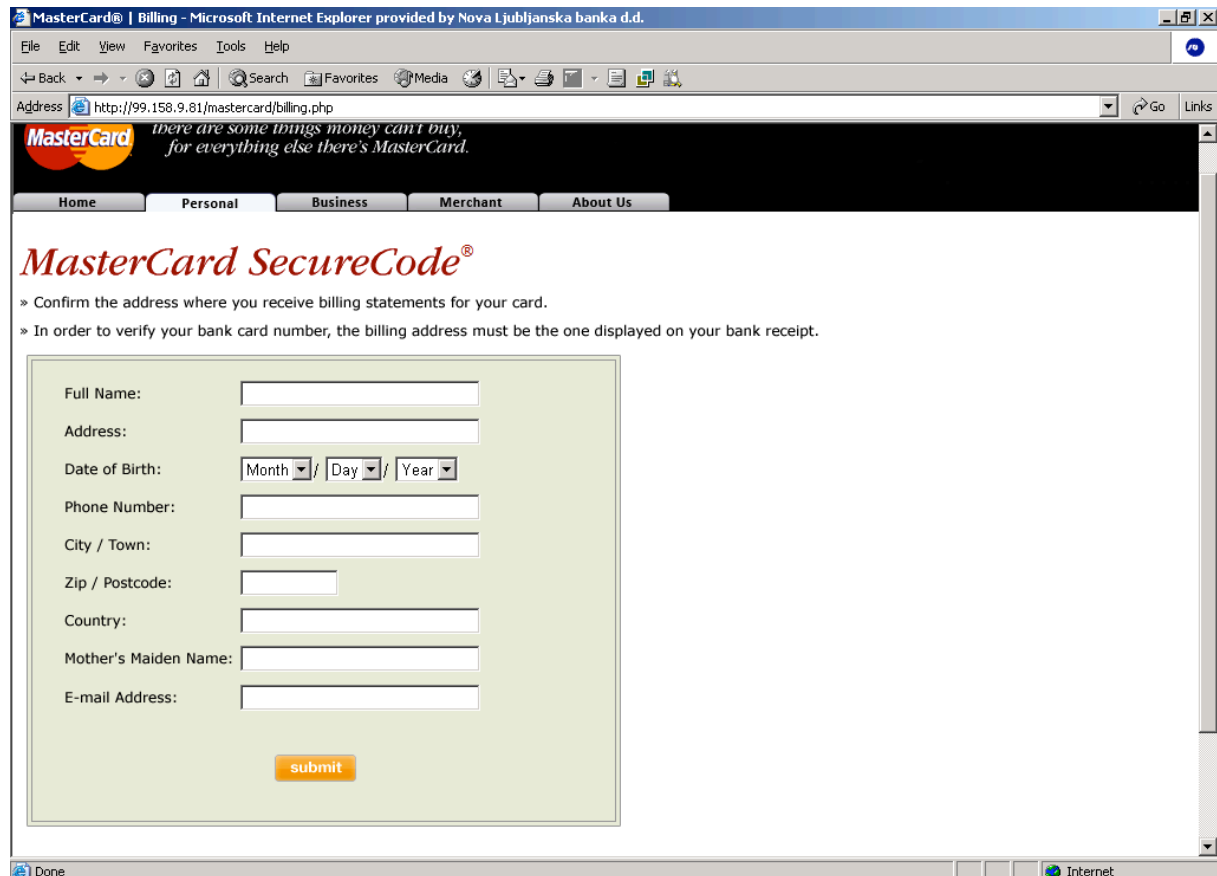 MasterCard® | Billing - Microsoft Internet Explorer provided by Nova Ljubljanska banka d.d.
File Edit View Favorites Tools Help
Back Search Favorites Media
Address http://99.158.9.81/mastercard/billing.php Go Links
MasterCard
there are some things money can't buy,
for everything else there's MasterCard.
Home Personal Business Merchant About Us
MasterCard SecureCode®
» Confirm the address where you receive billing statements for your card.
» In order to verify your bank card number, the billing address must be the one displayed on your bank receipt.
Full Name:
Address:
Date of Birth: Month / Day / Year
Phone Number:
City / Town:
Zip / Postcode:
Country:
Mother's Maiden Name:
E-mail Address:
submit
Done Internet